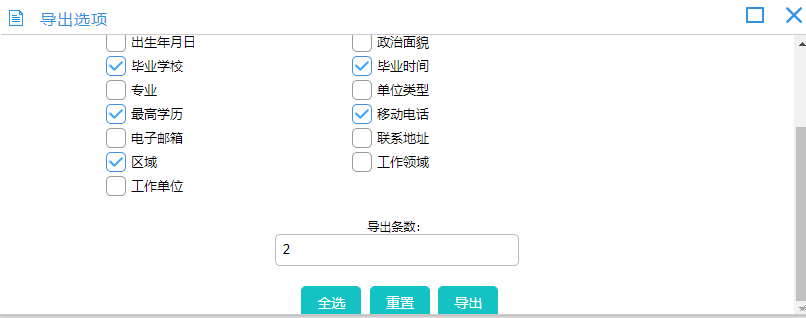 导出选项
出生年月日 政治面貌
毕业学校 毕业时间
专业 单位类型
最高学历 移动电话
电子邮箱 联系地址
区域 工作领域
工作单位
导出条数：
2
全选 重置 导出